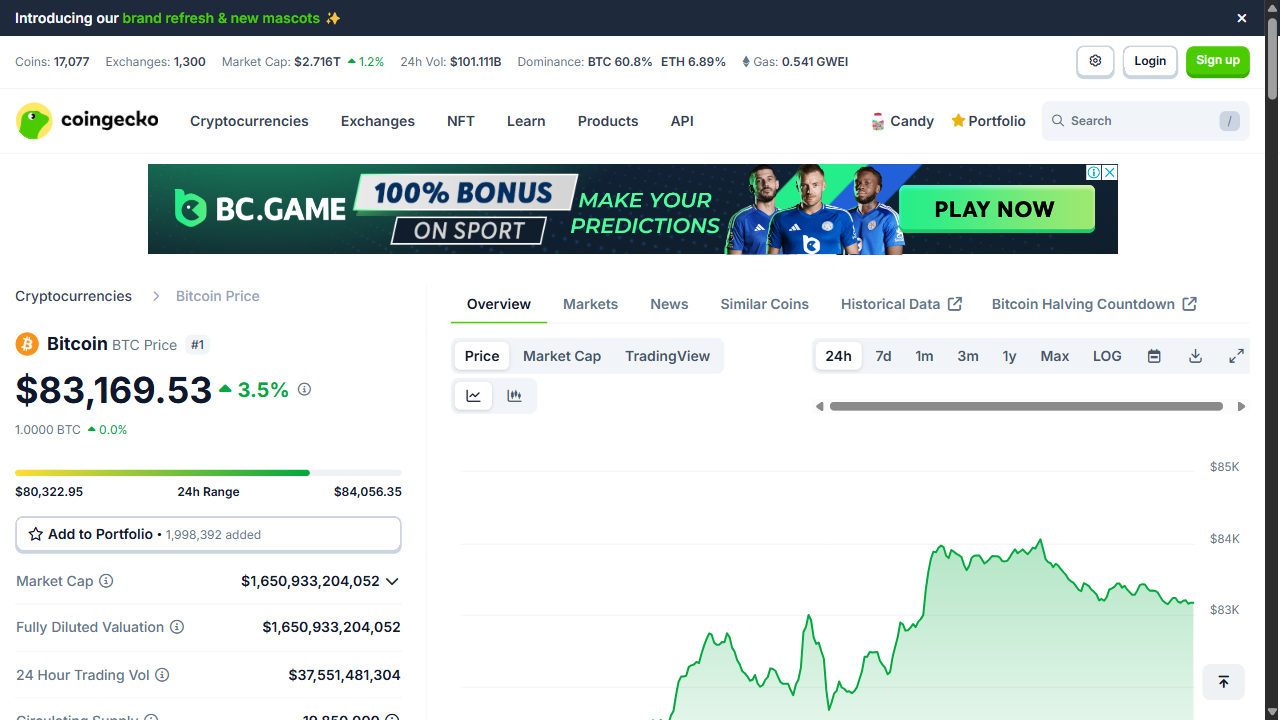 Introducing our brand refresh & new mascots ✨
Coins: 17,077 Exchanges: 1,300 Market Cap: $2.716T 1.2% 24h Vol: $101.111B Dominance: BTC 60.8% ETH 6.89% Gas: 0.541 GWEI
Login
Sign up
coingecko
Cryptocurrencies Exchanges NFT Learn Products API
Candy Portfolio
Search /
BC.GAME
100% BONUS
ON SPORT
MAKE YOUR
PREDICTIONS
PLAY NOW
Cryptocurrencies Bitcoin Price
Bitcoin BTC Price #1
$83,169.53 3.5%
1.0000 BTC 0.0%
$80,322.95 24h Range $84,056.35
Add to Portfolio • 1,998,392 added
Market Cap $1,650,933,204,052
Fully Diluted Valuation $1,650,933,204,052
24 Hour Trading Vol $37,551,481,304
Circulating Supply 19,850,000
Overview Markets News Similar Coins Historical Data Bitcoin Halving Countdown
Price Market Cap TradingView
24h 7d 1m 3m 1y Max LOG
$85K
$84K
$83K